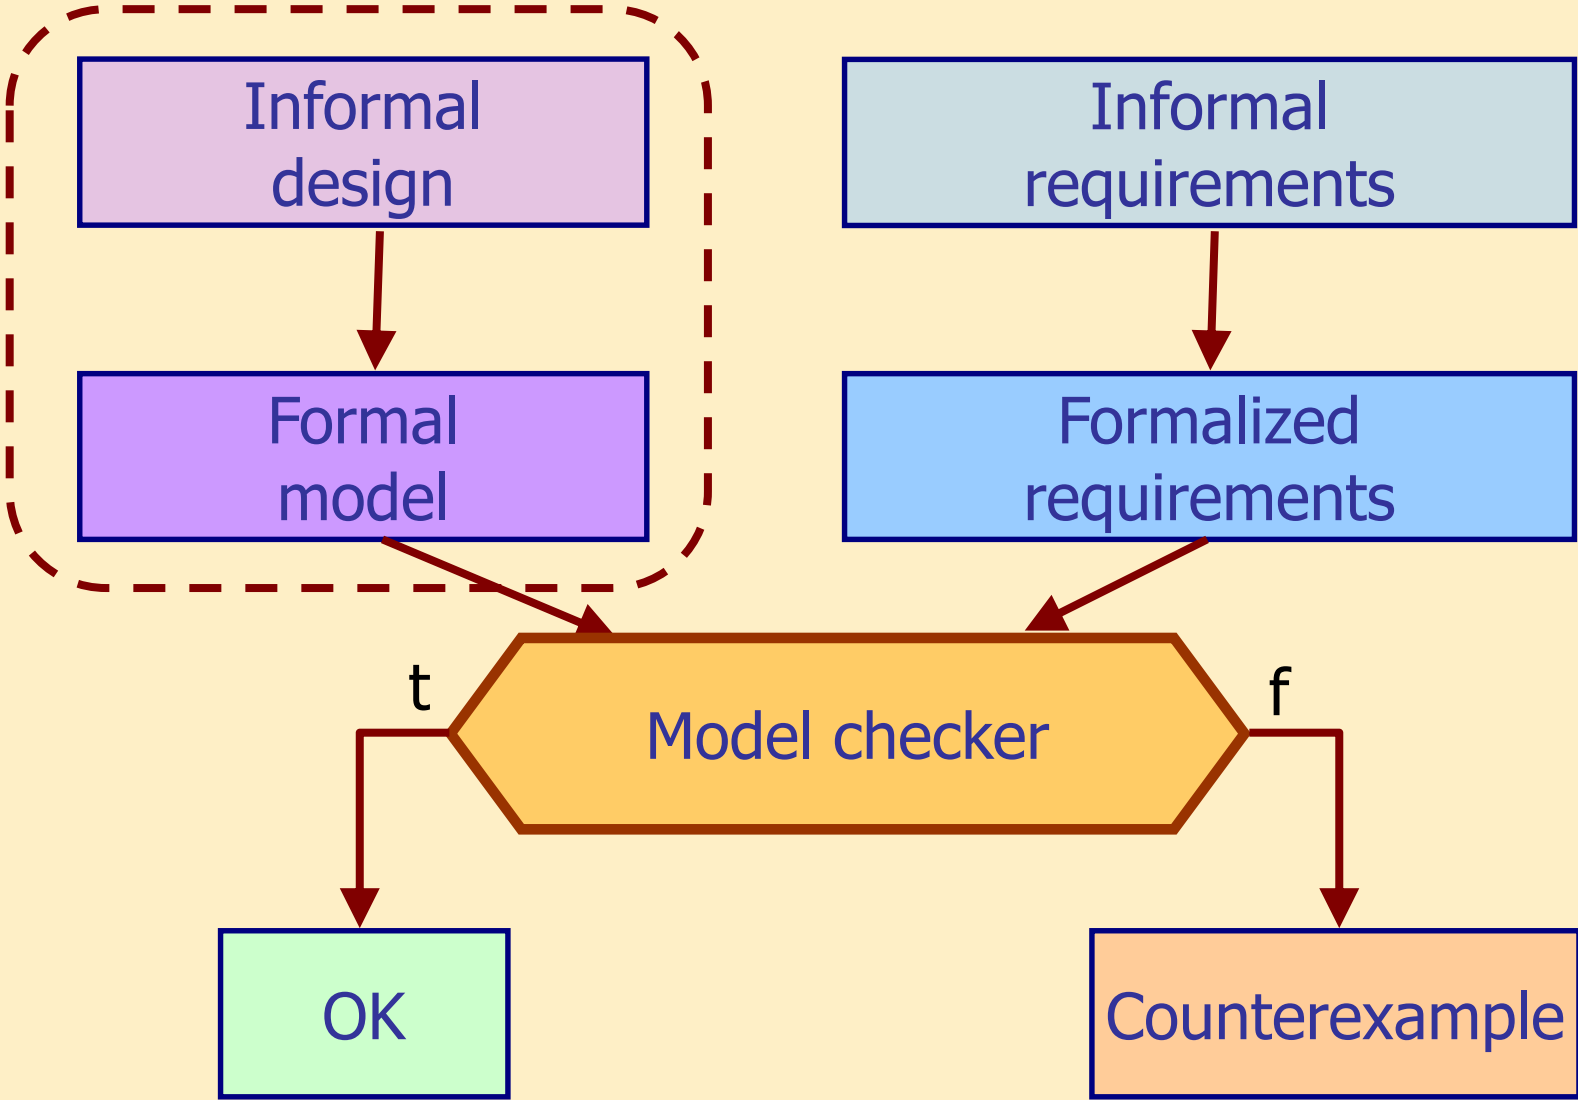 Informal
design
Informal
requirements
Formal
model
Formalized
requirements
t
f
Model checker
OK
Counterexample